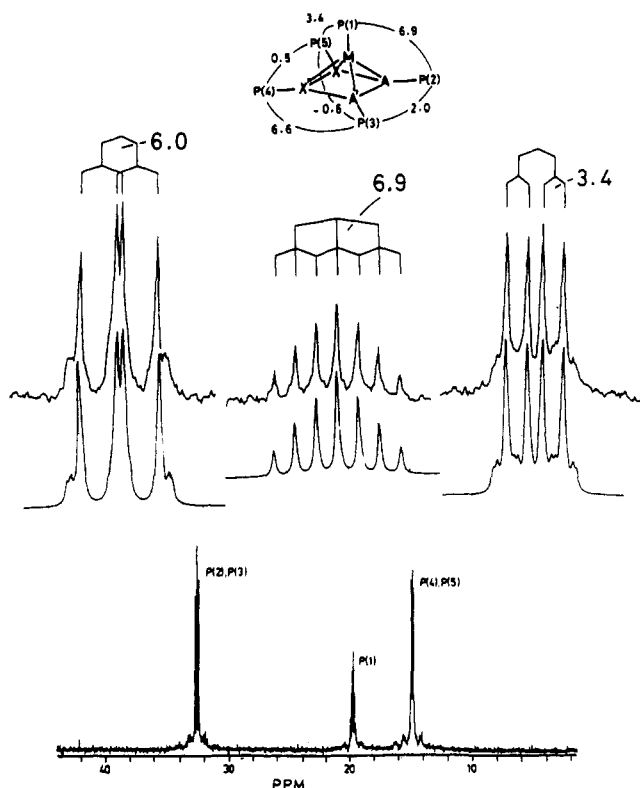 3.4
P(1)
6.9
P(5)
0.5
M
X
P(4)
X
A
P(2)
A
-0.6
P(3)
2.0
6.6
6.0
6.9
3.4
P(2),P(3)
P(4),P(5)
P(1)
40
30
20
10
PPM